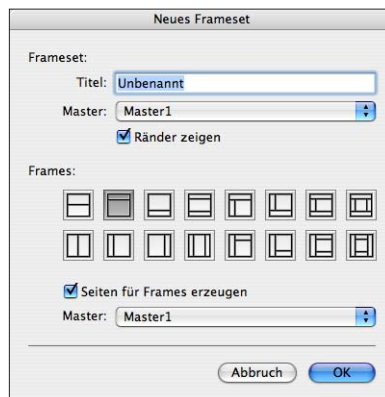 Neues Frameset
Frameset:
Titel: Unbenannt
Master: Master1
Ränder zeigen
Frames:
Seiten für Frames erzeugen
Master: Master1
Abbruch OK